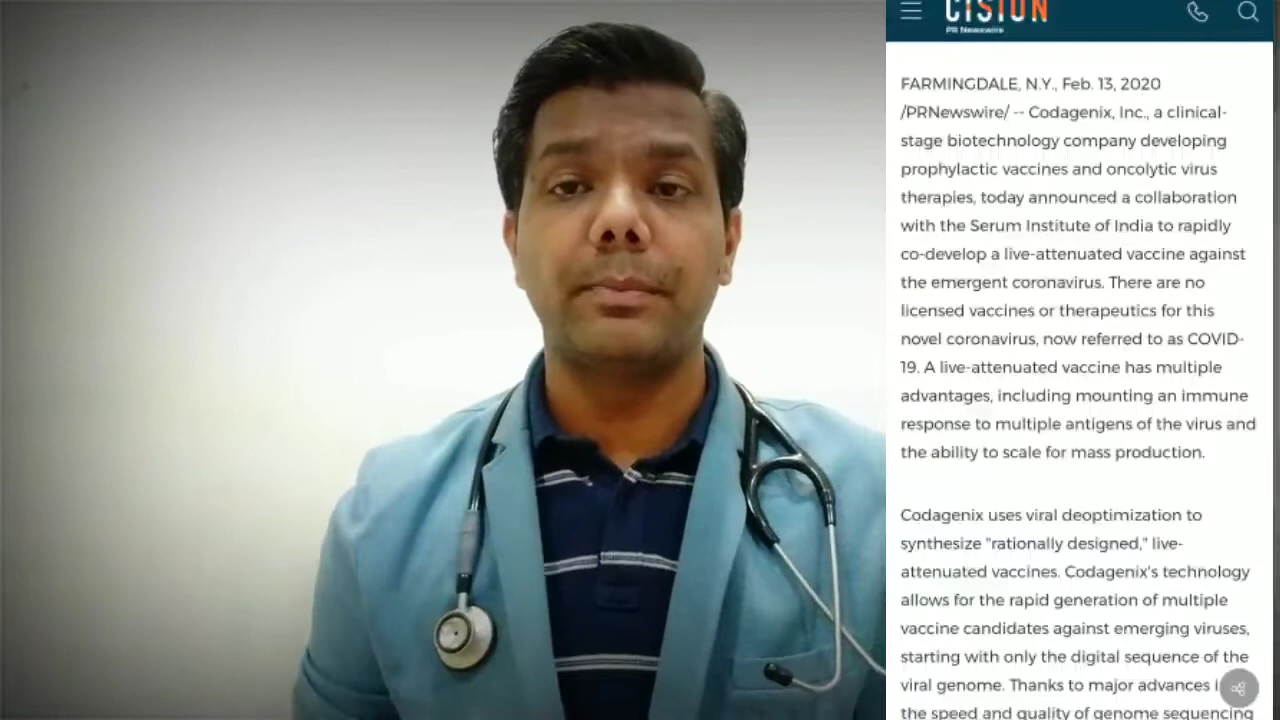 CISION
PR Newswire
FARMINGDALE, N.Y., Feb. 13, 2020
/PRNewswire/ -- Codagenix, Inc., a clinical-
stage biotechnology company developing
prophylactic vaccines and oncolytic virus
therapies, today announced a collaboration
with the Serum Institute of India to rapidly
co-develop a live-attenuated vaccine against
the emergent coronavirus. There are no
licensed vaccines or therapeutics for this
novel coronavirus, now referred to as COVID-
19. A live-attenuated vaccine has multiple
advantages, including mounting an immune
response to multiple antigens of the virus and
the ability to scale for mass production.
Codagenix uses viral deoptimization to
synthesize "rationally designed," live-
attenuated vaccines. Codagenix's technology
allows for the rapid generation of multiple
vaccine candidates against emerging viruses,
starting with only the digital sequence of the
viral genome. Thanks to major advances
the speed and quality of genome sequencing